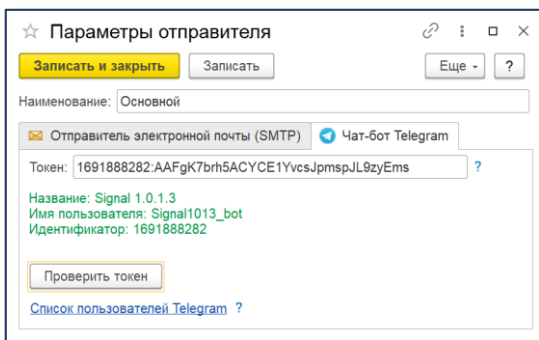 Параметры отправителя
Записать и закрыть Записать Еще ?
Наименование: Основной
Отправитель электронной почты (SMTP) Чат-бот Telegram
Токен: 1691888282:AAFgK7brh5ACYCE1YvcsJpmspJL9zyEms ?
Название: Signal 1.0.1.3
Имя пользователя: Signal1013_bot
Идентификатор: 1691888282
Проверить токен
Список пользователей Telegram ?